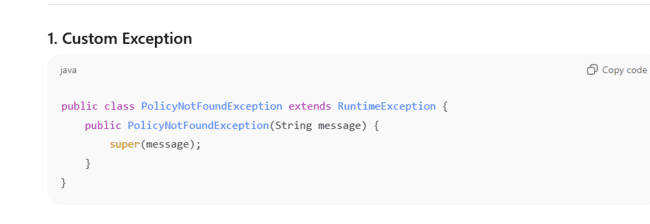 1. Custom Exception
java
Copy code
public class PolicyNotFoundException extends RuntimeException {
    public PolicyNotFoundException(String message) {
        super(message);
    }
}